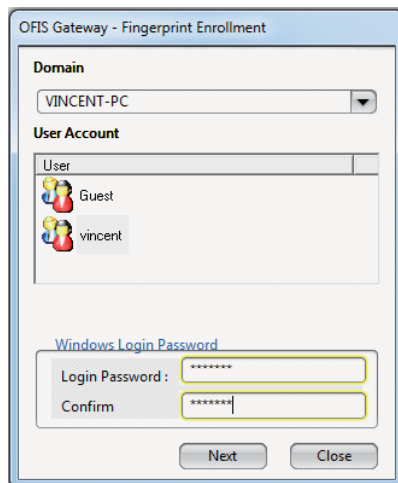 OFIS Gateway - Fingerprint Enrollment
Domain
VINCENT-PC
User Account
User
Guest
vincent
Windows Login Password
Login Password : *******
Confirm *******
Next Close